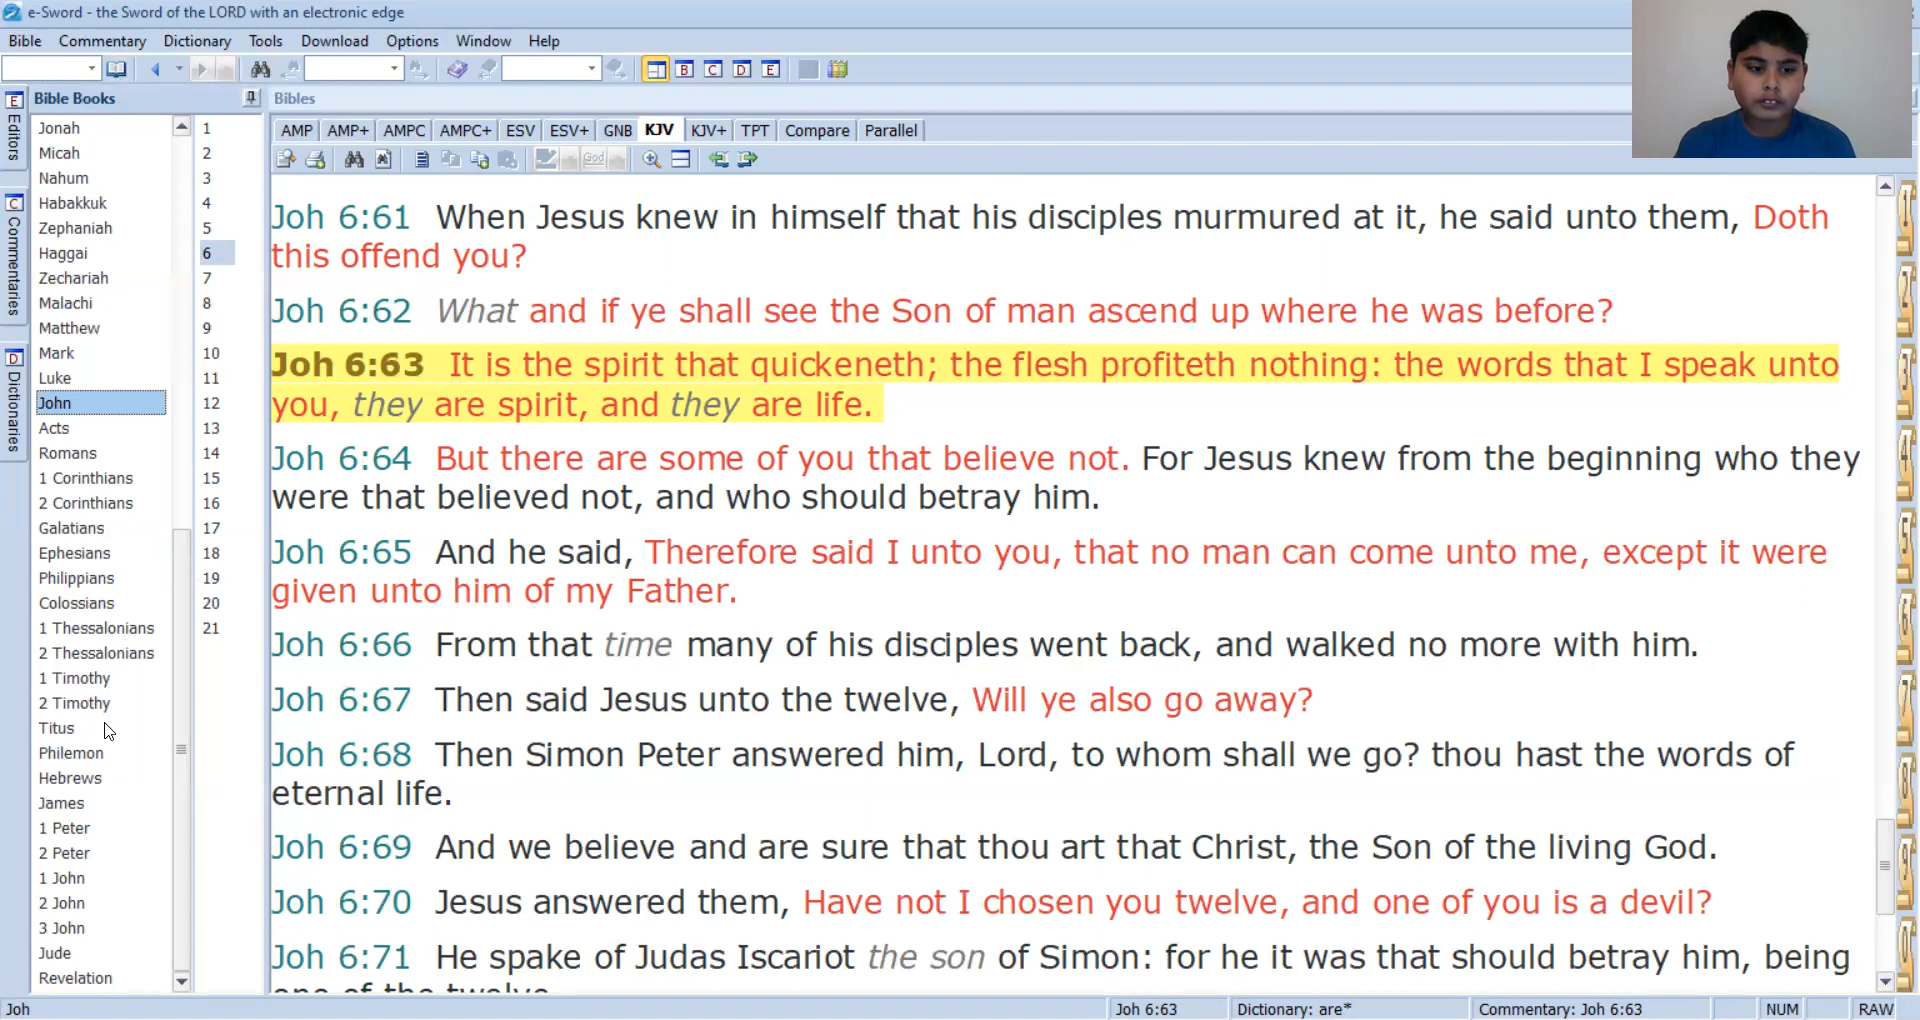 e-Sword - the Sword of the LORD with an electronic edge
Bible Commentary Dictionary Tools Download Options Window Help
B C D E
Bible Books
Bibles
E Editors
C Commentaries
D Dictionaries
AMP AMP+ AMPC AMPC+ ESV ESV+ GNB KJV KJV+ TPT Compare Parallel
God
Jonah
Micah
Nahum
Habakkuk
Zephaniah
Haggai
Zechariah
Malachi
Matthew
Mark
Luke
John
Acts
Romans
1 Corinthians
2 Corinthians
Galatians
Ephesians
Philippians
Colossians
1 Thessalonians
2 Thessalonians
1 Timothy
2 Timothy
Titus
Philemon
Hebrews
James
1 Peter
2 Peter
1 John
2 John
3 John
Jude
Revelation
1
2
3
4
5
6
7
8
9
10
11
12
13
14
15
16
17
18
19
20
21
Joh 6:61 When Jesus knew in himself that his disciples murmured at it, he said unto them, Doth
this offend you?
Joh 6:62 What and if ye shall see the Son of man ascend up where he was before?
Joh 6:63 It is the spirit that quickeneth; the flesh profiteth nothing: the words that I speak unto
you, they are spirit, and they are life.
Joh 6:64 But there are some of you that believe not. For Jesus knew from the beginning who they
were that believed not, and who should betray him.
Joh 6:65 And he said, Therefore said I unto you, that no man can come unto me, except it were
given unto him of my Father.
Joh 6:66 From that time many of his disciples went back, and walked no more with him.
Joh 6:67 Then said Jesus unto the twelve, Will ye also go away?
Joh 6:68 Then Simon Peter answered him, Lord, to whom shall we go? thou hast the words of
eternal life.
Joh 6:69 And we believe and are sure that thou art that Christ, the Son of the living God.
Joh 6:70 Jesus answered them, Have not I chosen you twelve, and one of you is a devil?
Joh 6:71 He spake of Judas Iscariot the son of Simon: for he it was that should betray him, being
one of the twelve.
Joh
Joh 6:63
Dictionary: are*
Commentary: Joh 6:63
NUM
RAW